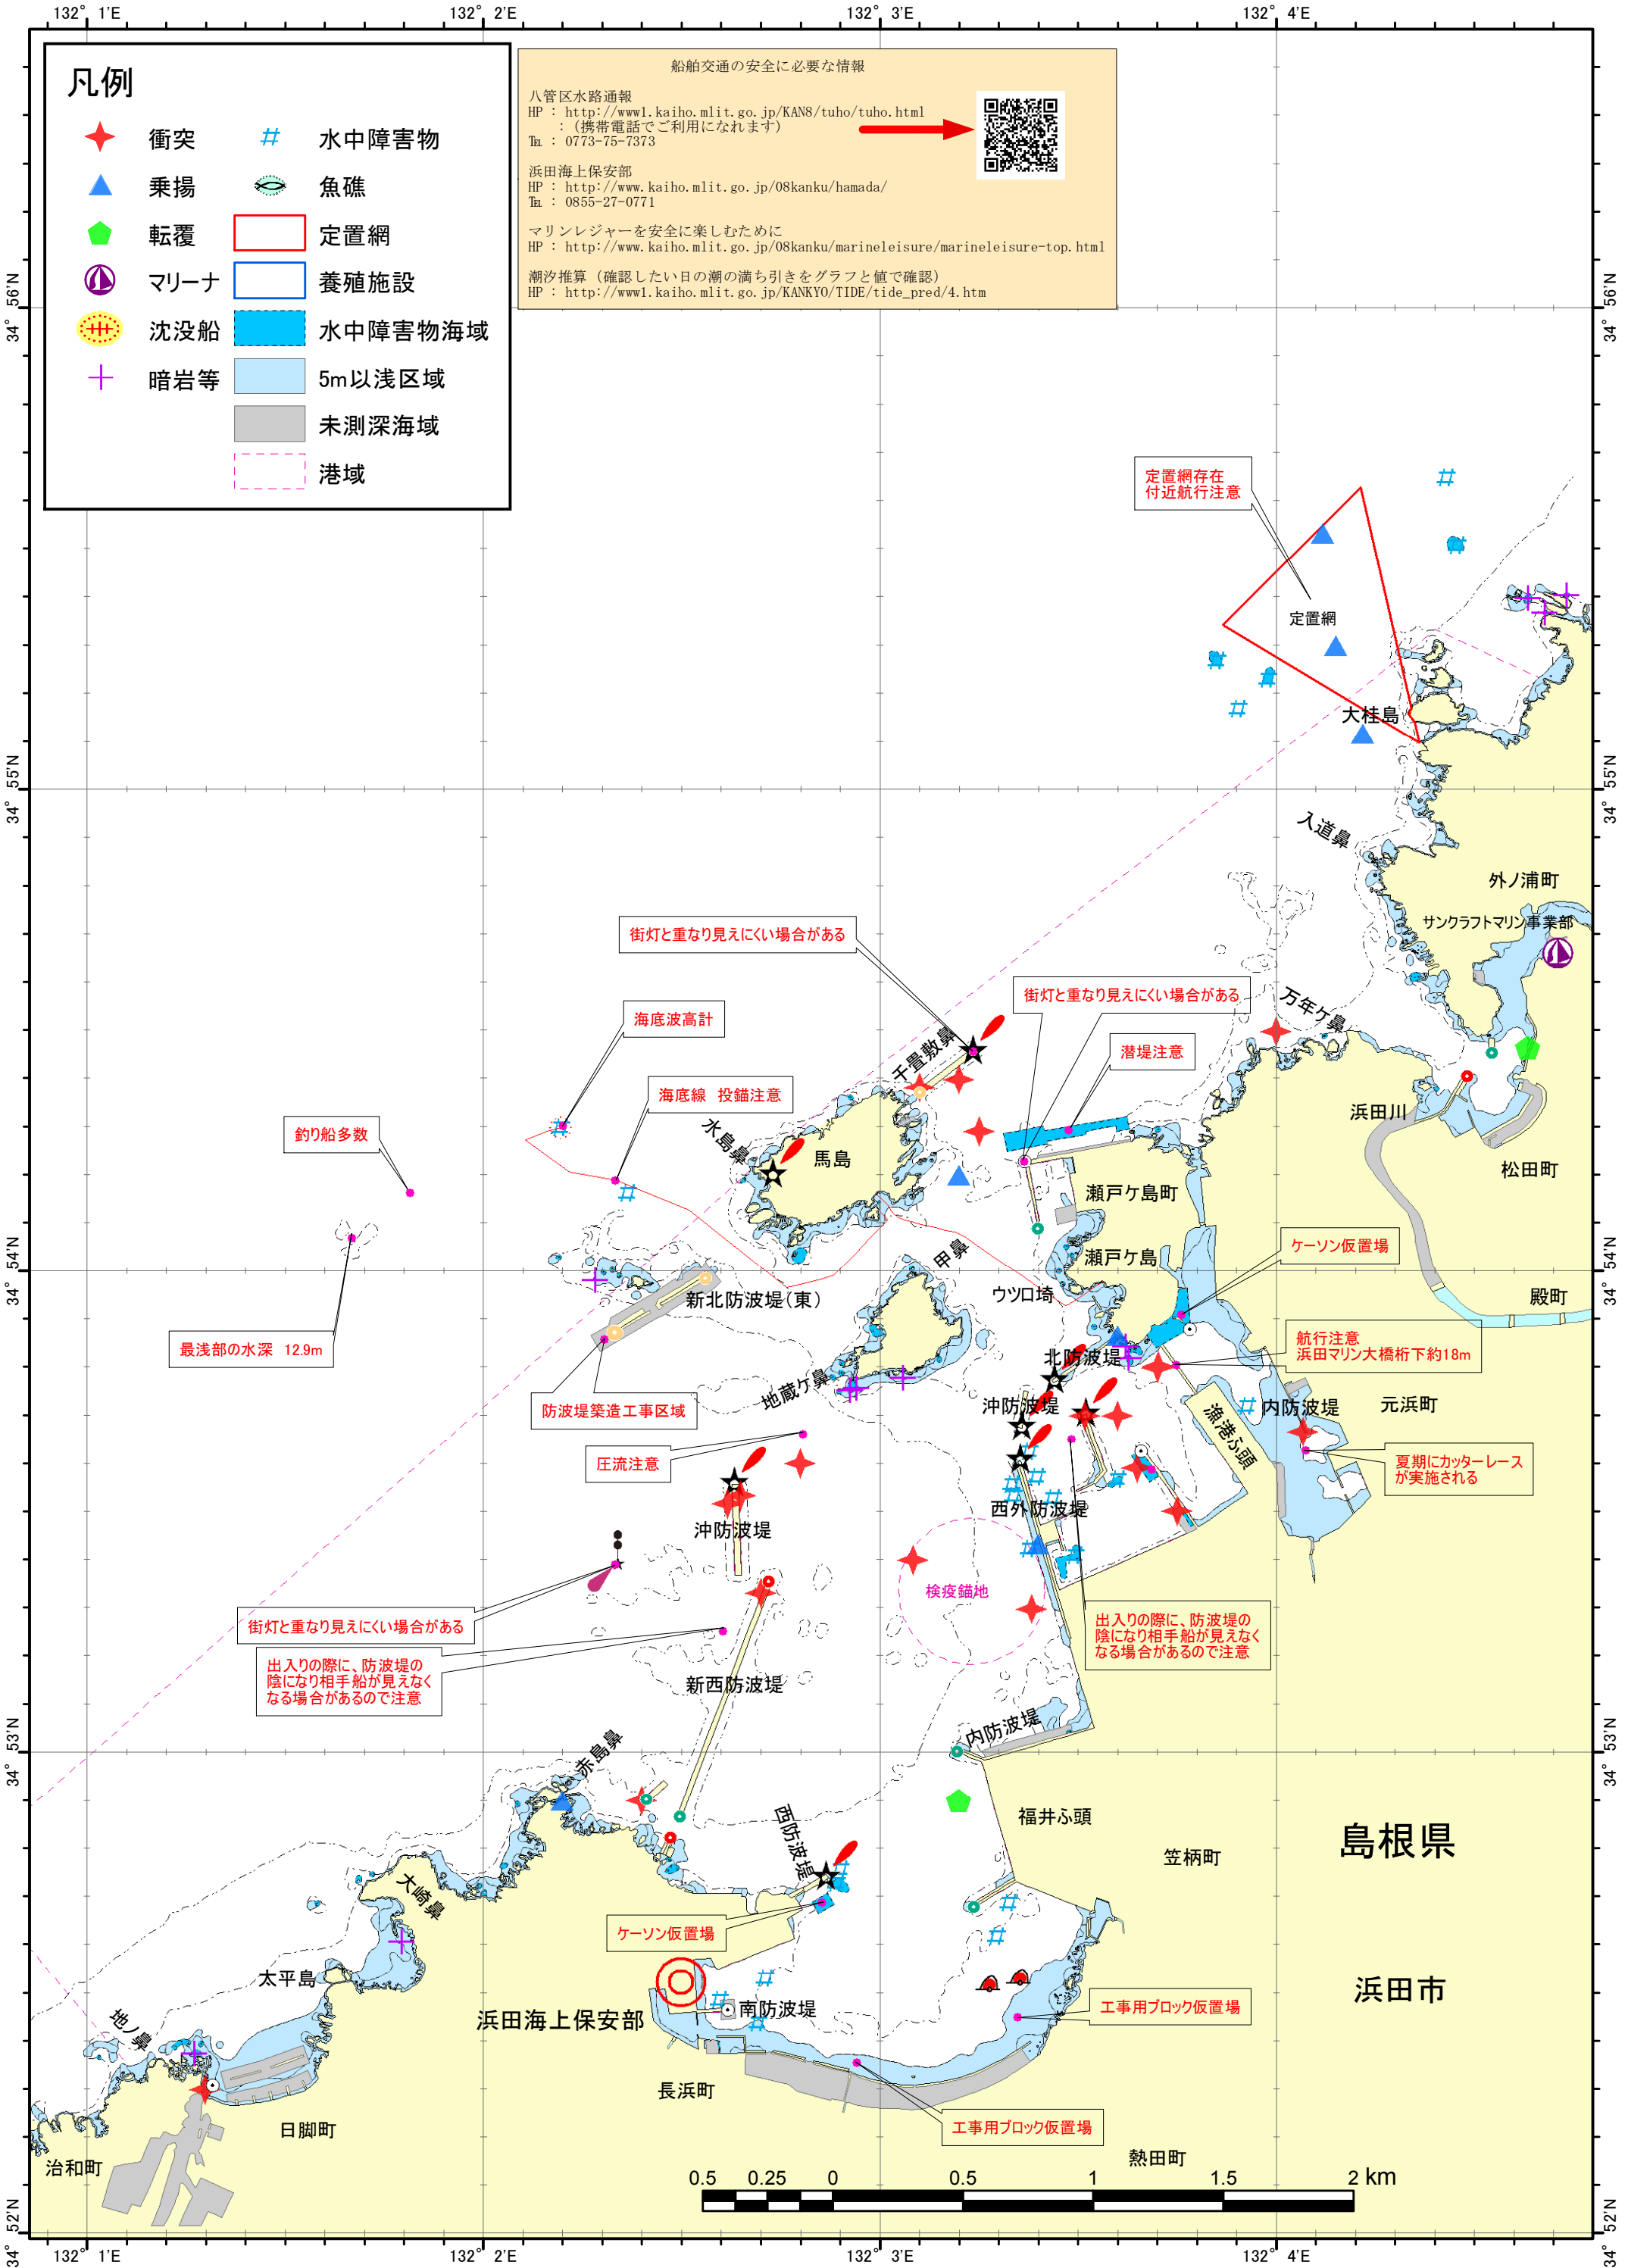 132° 1'E
132° 2'E
132° 3'E
132° 4'E
凡例
衝突
水中障害物
乗揚
魚礁
転覆
定置網
マリーナ
養殖施設
沈没船
水中障害物海域
暗岩等
5m以浅区域
未測深海域
港域
船舶交通の安全に必要な情報
八管区水路通報
HP : http://www1.kaiho.mlit.go.jp/KAN8/tuho/tuho.html
:（携帯電話でご利用になれます）
℡ : 0773-75-7373
浜田海上保安部
HP : http://www.kaiho.mlit.go.jp/08kanku/hamada/
℡ : 0855-27-0771
マリンレジャーを安全に楽しむために
HP : http://www.kaiho.mlit.go.jp/08kanku/marineleisure/marineleisure-top.html
潮汐推算（確認したい日の潮の満ち引きをグラフと値で確認）
HP : http://www1.kaiho.mlit.go.jp/KANKYO/TIDE/tide_pred/4.htm
34° 56'N
34° 56'N
定置網存在
付近航行注意
定置網
大桂島
34° 55'N
34° 55'N
入道鼻
外ノ浦町
サンクラフトマリン事業部
街灯と重なり見えにくい場合がある
街灯と重なり見えにくい場合がある
万年ケ鼻
海底波高計
千畳敷鼻
潜堤注意
海底線 投錨注意
浜田川
釣り船多数
水島鼻
馬島
松田町
瀬戸ケ島町
甲鼻
瀬戸ケ島
ケーソン仮置場
34° 54'N
34° 54'N
ウツロ埼
新北防波堤(東)
殿町
最浅部の水深 12.9m
航行注意
浜田マリン大橋桁下約18m
北防波堤
地蔵ケ鼻
防波堤築造工事区域
沖防波堤
内防波堤
元浜町
漁港ふ頭
圧流注意
夏期にカッターレース
が実施される
西外防波堤
沖防波堤
検疫錨地
街灯と重なり見えにくい場合がある
出入りの際に、防波堤の
陰になり相手船が見えなく
なる場合があるので注意
出入りの際に、防波堤の
陰になり相手船が見えなく
なる場合があるので注意
新西防波堤
内防波堤
34° 53'N
34° 53'N
赤島鼻
福井ふ頭
島根県
西防波堤
笠柄町
大崎鼻
ケーソン仮置場
太平島
浜田市
浜田海上保安部
南防波堤
工事用ブロック仮置場
地ノ鼻
長浜町
日脚町
工事用ブロック仮置場
治和町
熱田町
0.5 0.25 0 0.5 1 1.5 2 km
34° 52'N
34° 52'N
132° 1'E
132° 2'E
132° 3'E
132° 4'E